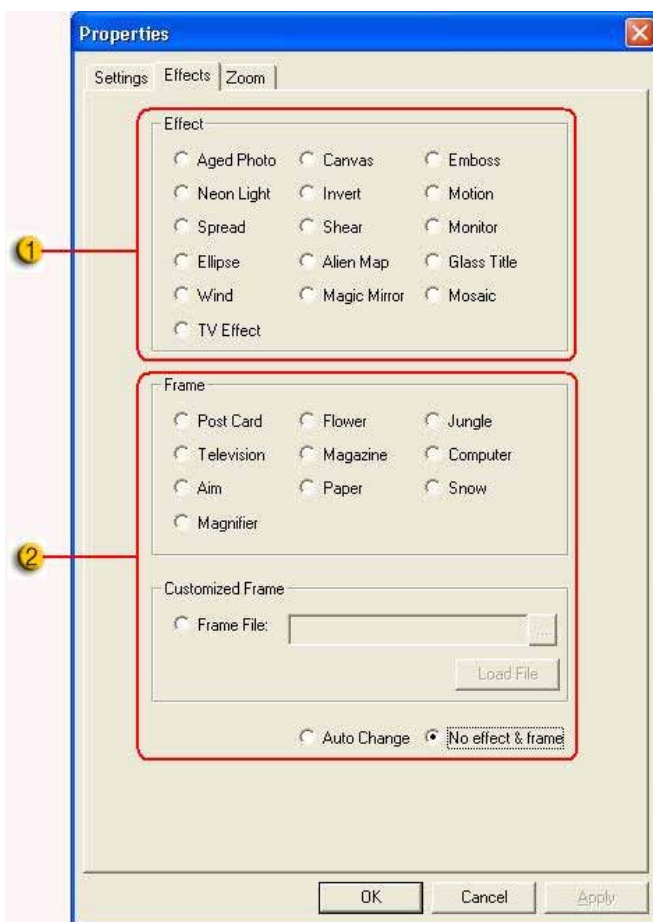 Properties
Settings Effects Zoom
Effect
Aged Photo Canvas Emboss
Neon Light Invert Motion
Spread Shear Monitor
1
Ellipse Alien Map Glass Title
Wind Magic Mirror Mosaic
TV Effect
Frame
Post Card Flower Jungle
Television Magazine Computer
Aim Paper Snow
Magnifier
2
Customized Frame
Frame File: ...
Load File
Auto Change No effect & frame
OK Cancel Apply